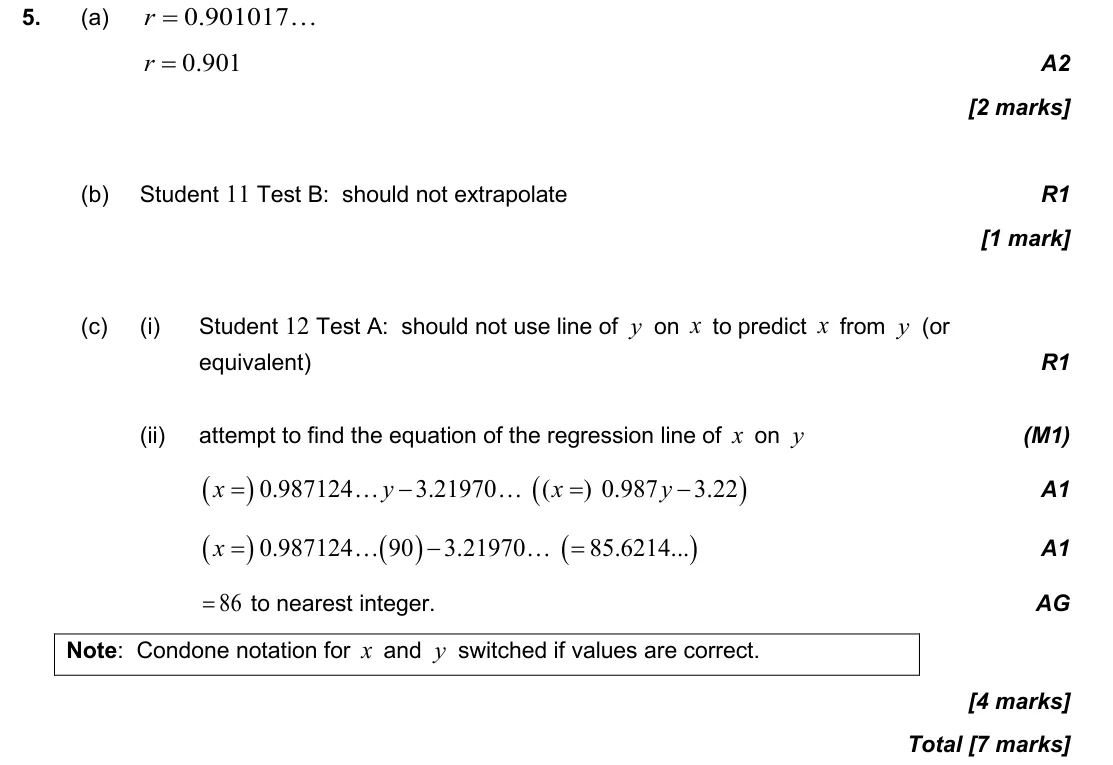 5. (a) r = 0.901017…
r = 0.901 A2
[2 marks]
(b) Student 11 Test B: should not extrapolate R1
[1 mark]
(c) (i) Student 12 Test A: should not use line of y on x to predict x from y (or
equivalent) R1
(ii) attempt to find the equation of the regression line of x on y (M1)
(x =) 0.987124…y − 3.21970… ((x =) 0.987y − 3.22) A1
(x =) 0.987124…(90) − 3.21970… (= 85.6214...) A1
= 86 to nearest integer. AG
Note: Condone notation for x and y switched if values are correct.
[4 marks]
Total [7 marks]